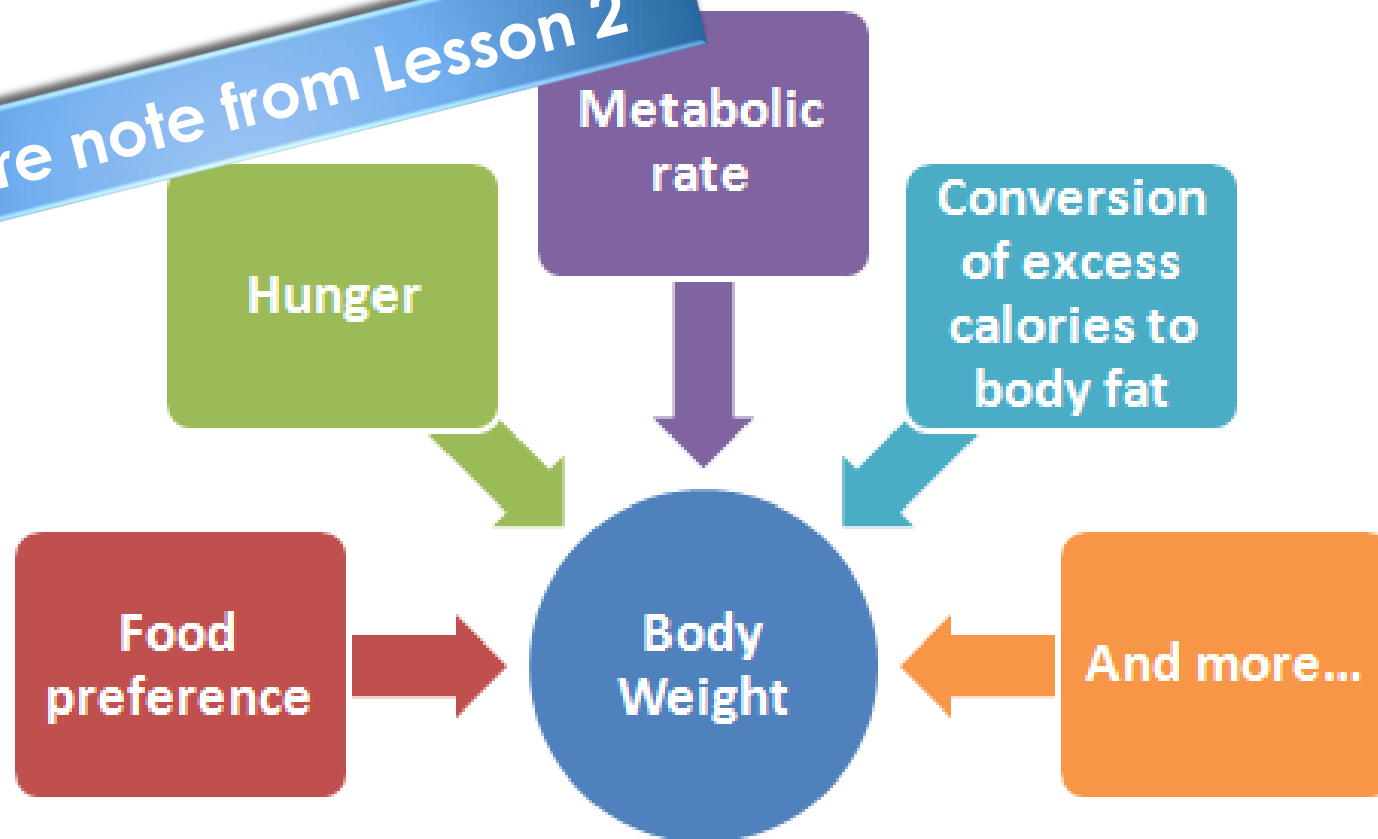 note from Lesson 2
Metabolic
rate
Hunger
Conversion
of excess
calories to
body fat
Food
preference
Body
Weight
And more...